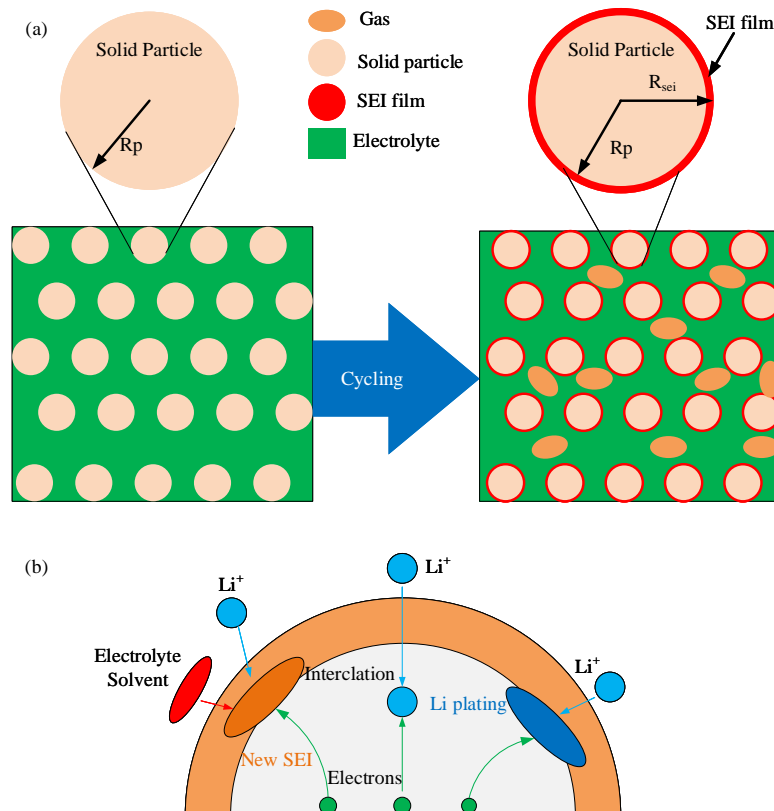 (a)
Solid Particle
Rp
Gas
Solid particle
SEI film
Electrolyte
SEI film
Solid Particle
R_sei
Rp
Cycling
(b)
Li⁺
Li⁺
Li⁺
Electrolyte
Solvent
Interclation
Li plating
New SEI
Electrons